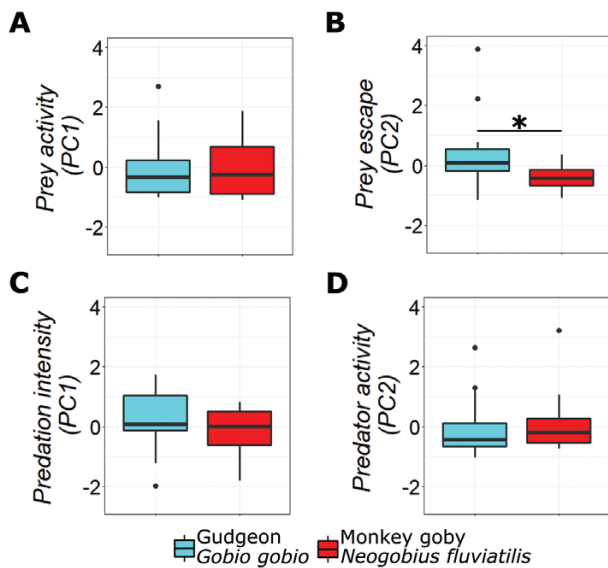 A
Prey activity
(PC1)
4
2
0
-2
B
Prey escape
(PC2)
4
2
0
-2
*
C
Predation intensity
(PC1)
4
2
0
-2
D
Predator activity
(PC2)
4
2
0
-2
Gudgeon
Gobio gobio
Monkey goby
Neogobius fluviatilis